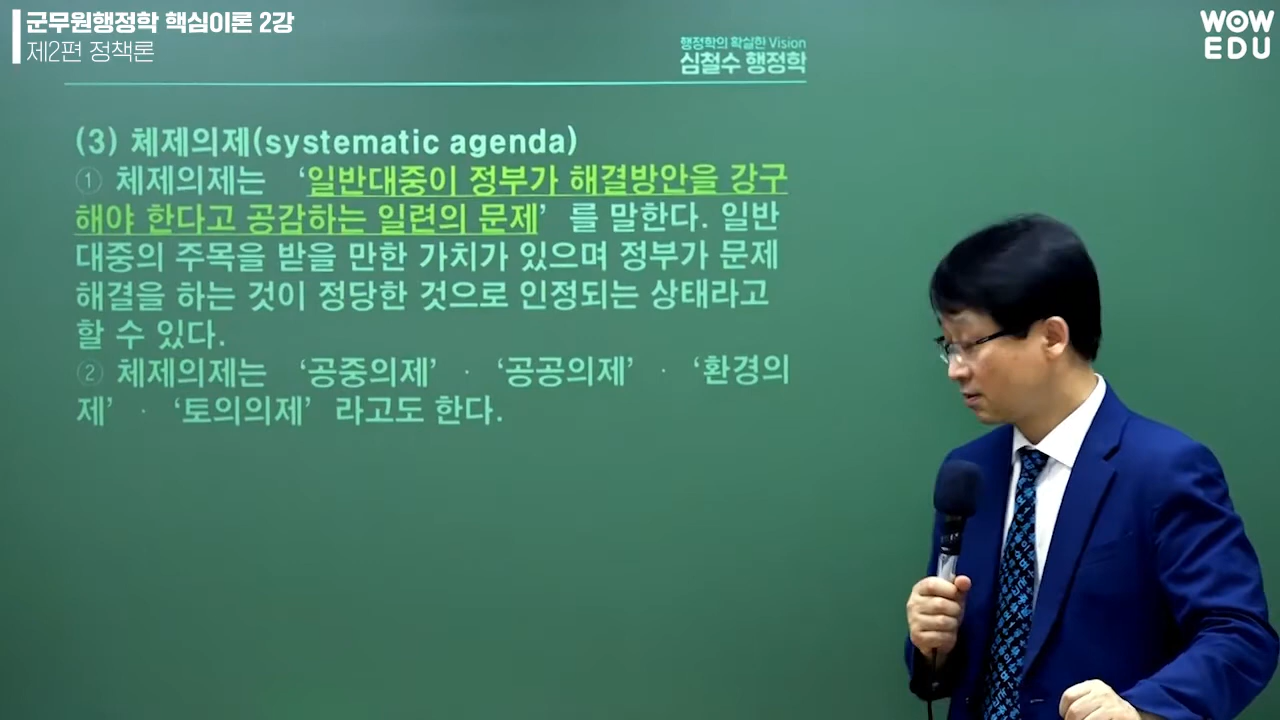 군무원행정학 핵심이론 2강
제2편 정책론
WOW
EDU
행정학의 확실한 Vision
심철수 행정학
(3) 체제의제(systematic agenda)
① 체제의제는 ‘일반대중이 정부가 해결방안을 강구
해야 한다고 공감하는 일련의 문제’ 를 말한다. 일반
대중의 주목을 받을 만한 가치가 있으며 정부가 문제
해결을 하는 것이 정당한 것으로 인정되는 상태라고
할 수 있다.
② 체제의제는 ‘공중의제’ · ‘공공의제’ · ‘환경의
제’ · ‘토의의제’ 라고도 한다.